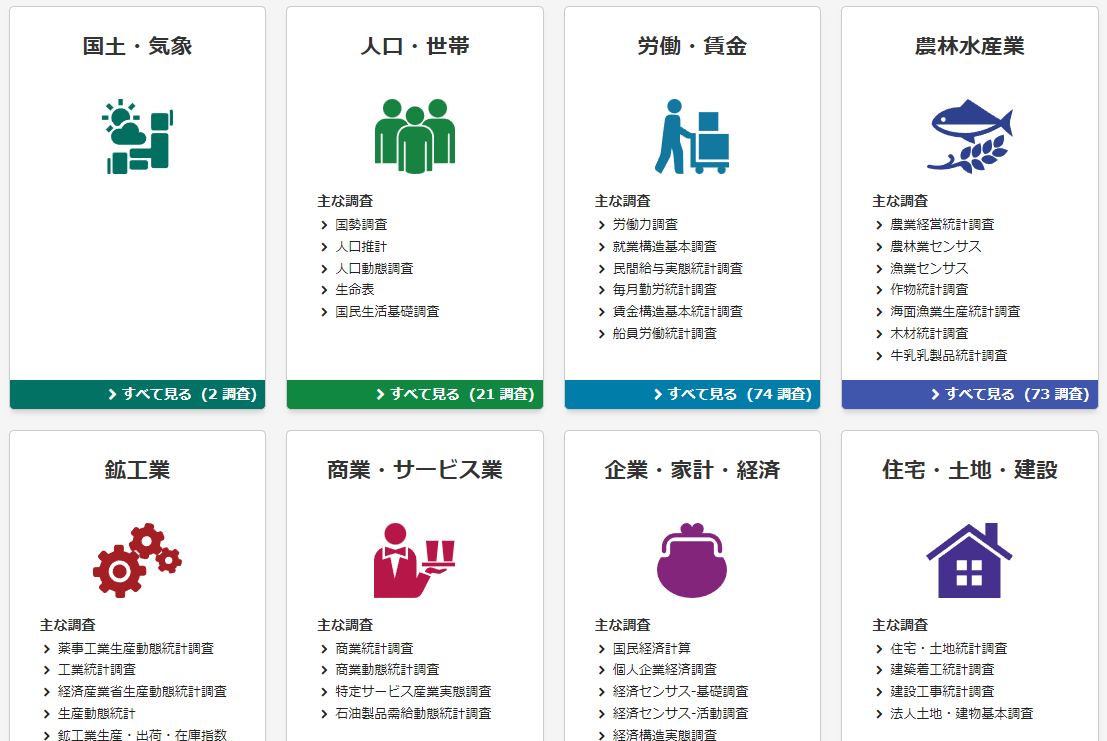 国土・気象
すべて見る（2 調査）
人口・世帯
主な調査
国勢調査
人口推計
人口動態調査
生命表
国民生活基礎調査
すべて見る（21 調査）
労働・賃金
主な調査
労働力調査
就業構造基本調査
民間給与実態統計調査
毎月勤労統計調査
賃金構造基本統計調査
船員労働統計調査
すべて見る（74 調査）
農林水産業
主な調査
農業経営統計調査
農林業センサス
漁業センサス
作物統計調査
海面漁業生産統計調査
木材統計調査
牛乳乳製品統計調査
すべて見る（73 調査）
鉱工業
主な調査
薬事工業生産動態統計調査
工業統計調査
経済産業省生産動態統計調査
生産動態統計
鉱工業生産・出荷・在庫指数
商業・サービス業
主な調査
商業統計調査
商業動態統計調査
特定サービス産業実態調査
石油製品需給動態統計調査
企業・家計・経済
主な調査
国民経済計算
個人企業経済調査
経済センサス-基礎調査
経済センサス-活動調査
経済構造実態調査
住宅・土地・建設
主な調査
住宅・土地統計調査
建築着工統計調査
建設工事統計調査
法人土地・建物基本調査